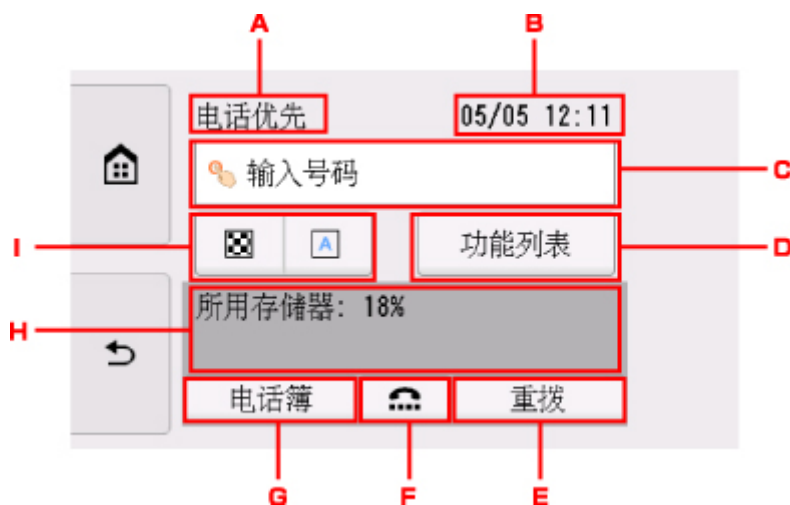 A B
电话优先 05/05 12:11
输入号码 C
I A 功能列表 D
所用存储器: 18%
H
电话簿 重拨
G F E